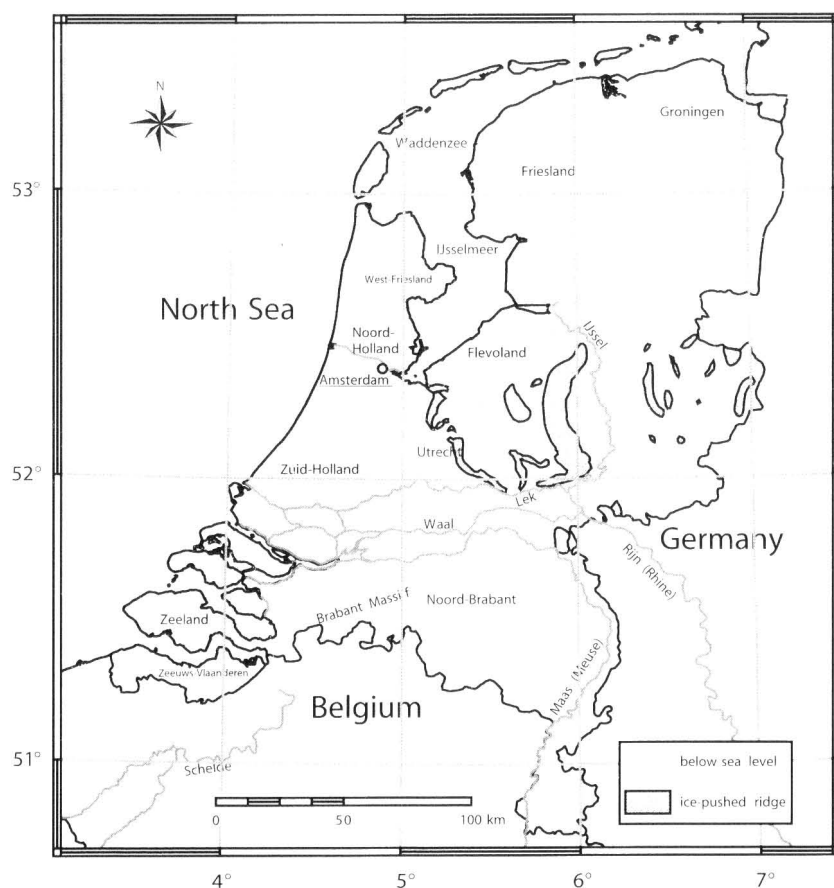 N
Groningen
Waddenzee
Friesland
53°
IJsselmeer
West-Friesland
North Sea
IJssel
Noord-
Holland
Flevoland
Amsterdam
Utrecht
52°
Zuid-Holland
Lek
Waal
Germany
Rijn (Rhine)
Brabant Massif
Noord-Brabant
Zeeland
Zeeuws-Vlaanderen
Maas (Meuse)
Belgium
51°
Schelde
below sea level
ice-pushed ridge
0 50 100 km
4° 5° 6° 7°